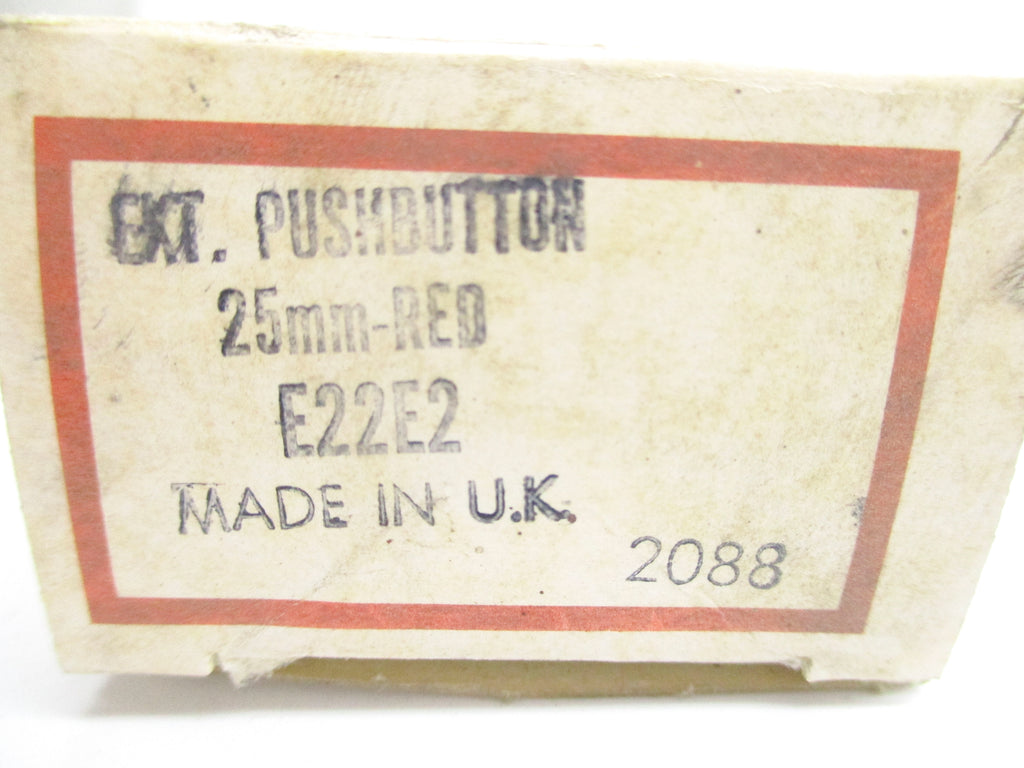 EXT. PUSHBUTTON
25mm-RED
E22E2
MADE IN U.K.
2088